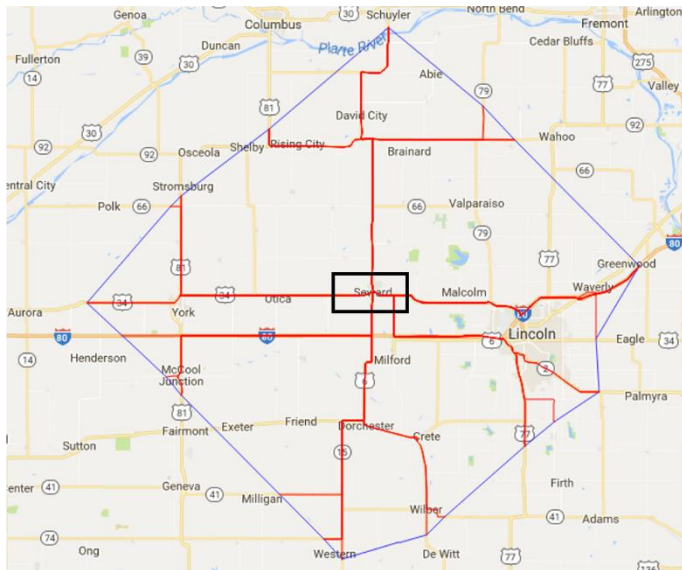 Genoa
Columbus
30
Schuyler
North Bend
Arlington
Fremont
Platte River
Cedar Bluffs
Duncan
39
30
Fullerton
14
275
Abie
77
Valley
79
81
David City
30
92
Shelby
Rising City
Wahoo
92
92
Osceola
Brainard
entral City
Stromsburg
Polk
66
66
Valparaiso
79
77
80
Greenwood
81
Seward
Malcolm
Waverly
34
34
Utica
Aurora
York
80
Lincoln
80
80
6
Eagle
34
14
Henderson
Milford
McCool
Junction
6
2
Palmyra
81
Fairmont
Exeter
Friend
Dorchester
Crete
77
Sutton
15
Geneva
Firth
enter
41
41
Milligan
Wilber
41
Adams
74
Ong
Western
De Witt
77
136